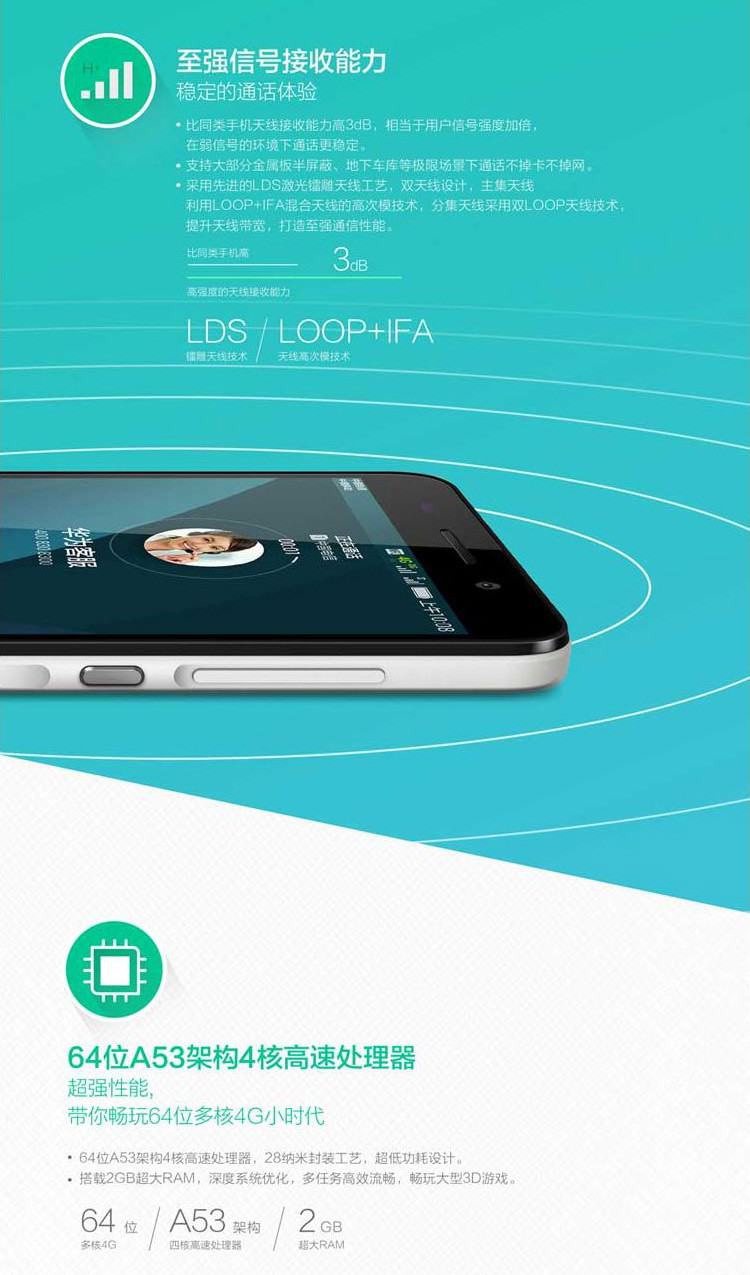 H+
至强信号接收能力
稳定的通话体验
• 比同类手机天线接收能力高3dB，相当于用户信号强度加倍，
在弱信号的环境下通话更稳定。
• 支持大部分金属板半屏蔽、地下车库等极限场景下通话不掉卡不掉网。
• 采用先进的LDS激光镭雕天线工艺，双天线设计，主集天线
利用LOOP+IFA混合天线的高次模技术，分集天线采用双LOOP天线技术，
提升天线带宽，打造至强通信性能。
比同类手机高
3dB
高强度的天线接收能力
LDS / LOOP+IFA
镭雕天线技术 天线高次模技术
上午10:08
正在通话
中国电信
00:01
华为客服
64位A53架构4核高速处理器
超强性能，
带你畅玩64位多核4G小时代
• 64位A53架构4核高速处理器，28纳米封装工艺，超低功耗设计。
• 搭载2GB超大RAM，深度系统优化，多任务高效流畅，畅玩大型3D游戏。
64 位 / A53 架构 / 2 GB
多核4G 四核高速处理器 超大RAM